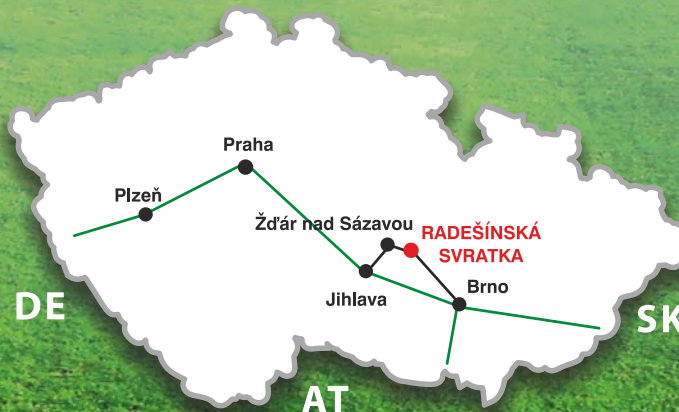 Praha
Plzeň
Žďár nad Sázavou
RADEŠÍNSKÁ
SVRATKA
Jihlava
Brno
DE
SK
AT